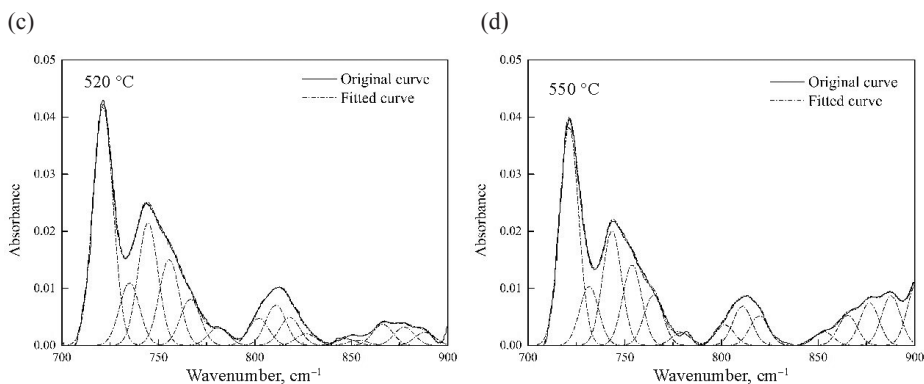 (c)
(d)
0.05
0.04
0.03
0.02
0.01
0.00
Absorbance
520 °C
Original curve
Fitted curve
700
750
800
850
900
Wavenumber, cm⁻¹
0.05
0.04
0.03
0.02
0.01
0.00
Absorbance
550 °C
Original curve
Fitted curve
700
750
800
850
900
Wavenumber, cm⁻¹